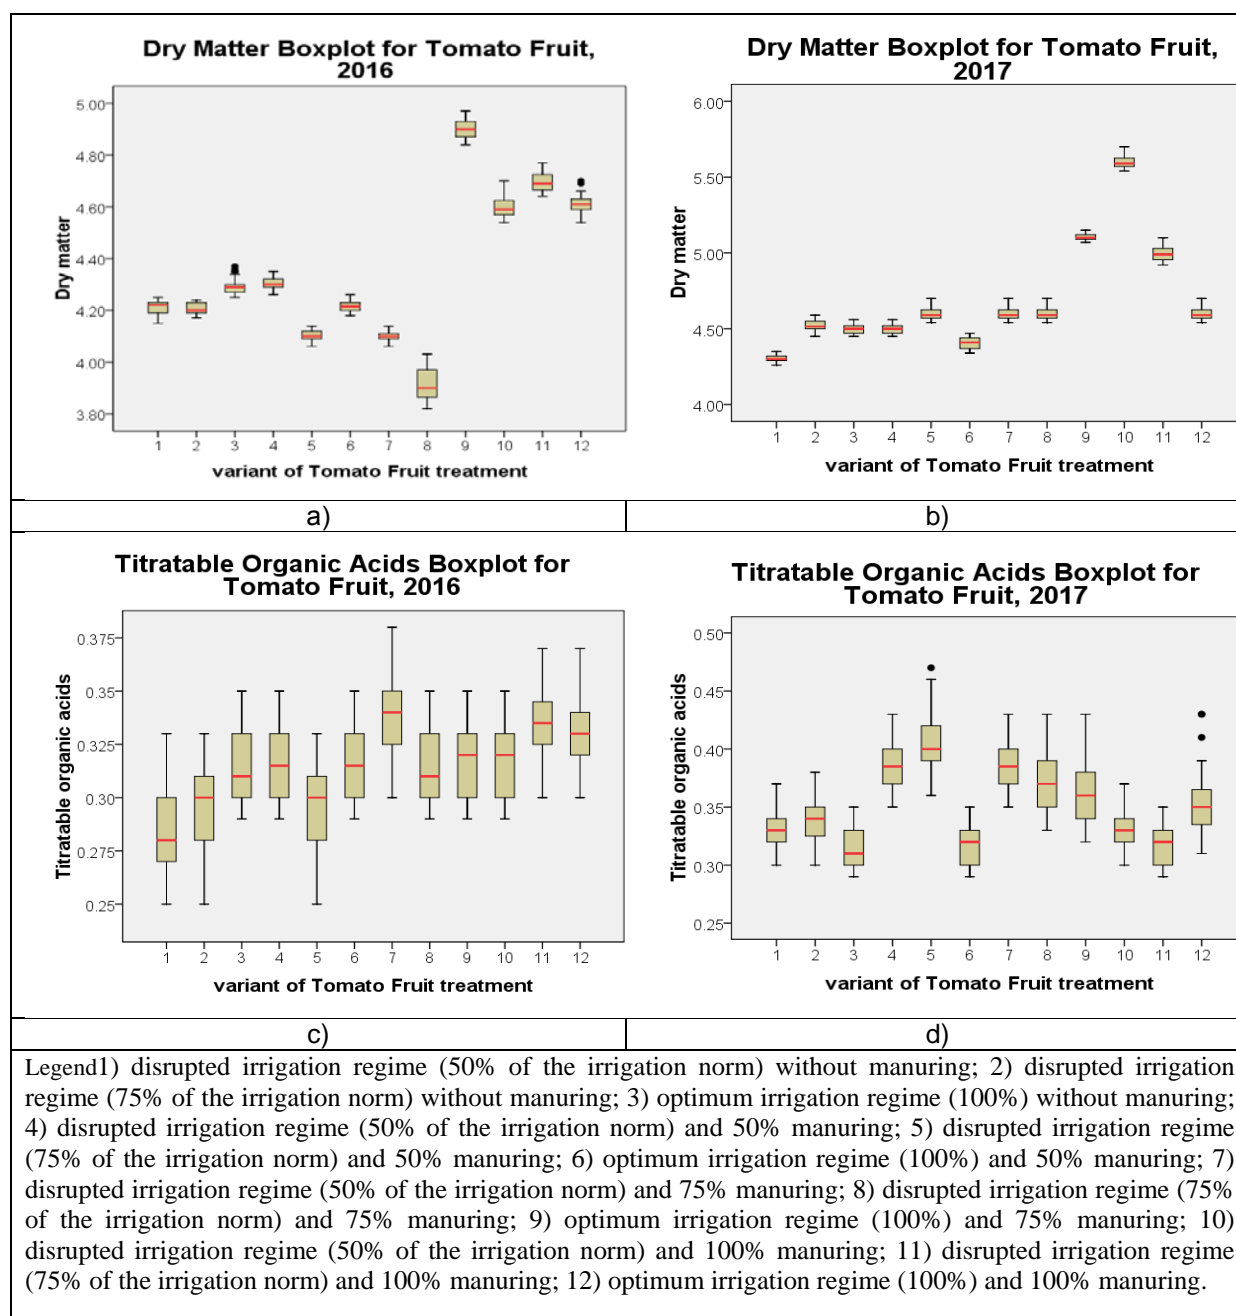 Dry Matter Boxplot for Tomato Fruit,
2016
5.00
4.80
4.60
4.40
4.20
4.00
3.80
Dry matter
1 2 3 4 5 6 7 8 9 10 11 12
variant of Tomato Fruit treatment
Dry Matter Boxplot for Tomato Fruit,
2017
6.00
5.50
5.00
4.50
4.00
Dry matter
1 2 3 4 5 6 7 8 9 10 11 12
variant of Tomato Fruit treatment
a)
b)
Titratable Organic Acids Boxplot for
Tomato Fruit, 2016
0.375
0.35
0.325
0.30
0.275
0.25
Titratable organic acids
1 2 3 4 5 6 7 8 9 10 11 12
variant of Tomato Fruit treatment
Titratable Organic Acids Boxplot for
Tomato Fruit, 2017
0.50
0.45
0.40
0.35
0.30
0.25
Titratable organic acids
1 2 3 4 5 6 7 8 9 10 11 12
variant of Tomato Fruit treatment
c)
d)
Legend1) disrupted irrigation regime (50% of the irrigation norm) without manuring; 2) disrupted irrigation
regime (75% of the irrigation norm) without manuring; 3) optimum irrigation regime (100%) without manuring;
4) disrupted irrigation regime (50% of the irrigation norm) and 50% manuring; 5) disrupted irrigation regime
(75% of the irrigation norm) and 50% manuring; 6) optimum irrigation regime (100%) and 50% manuring; 7)
disrupted irrigation regime (50% of the irrigation norm) and 75% manuring; 8) disrupted irrigation regime (75%
of the irrigation norm) and 75% manuring; 9) optimum irrigation regime (100%) and 75% manuring; 10)
disrupted irrigation regime (50% of the irrigation norm) and 100% manuring; 11) disrupted irrigation regime
(75% of the irrigation norm) and 100% manuring; 12) optimum irrigation regime (100%) and 100% manuring.